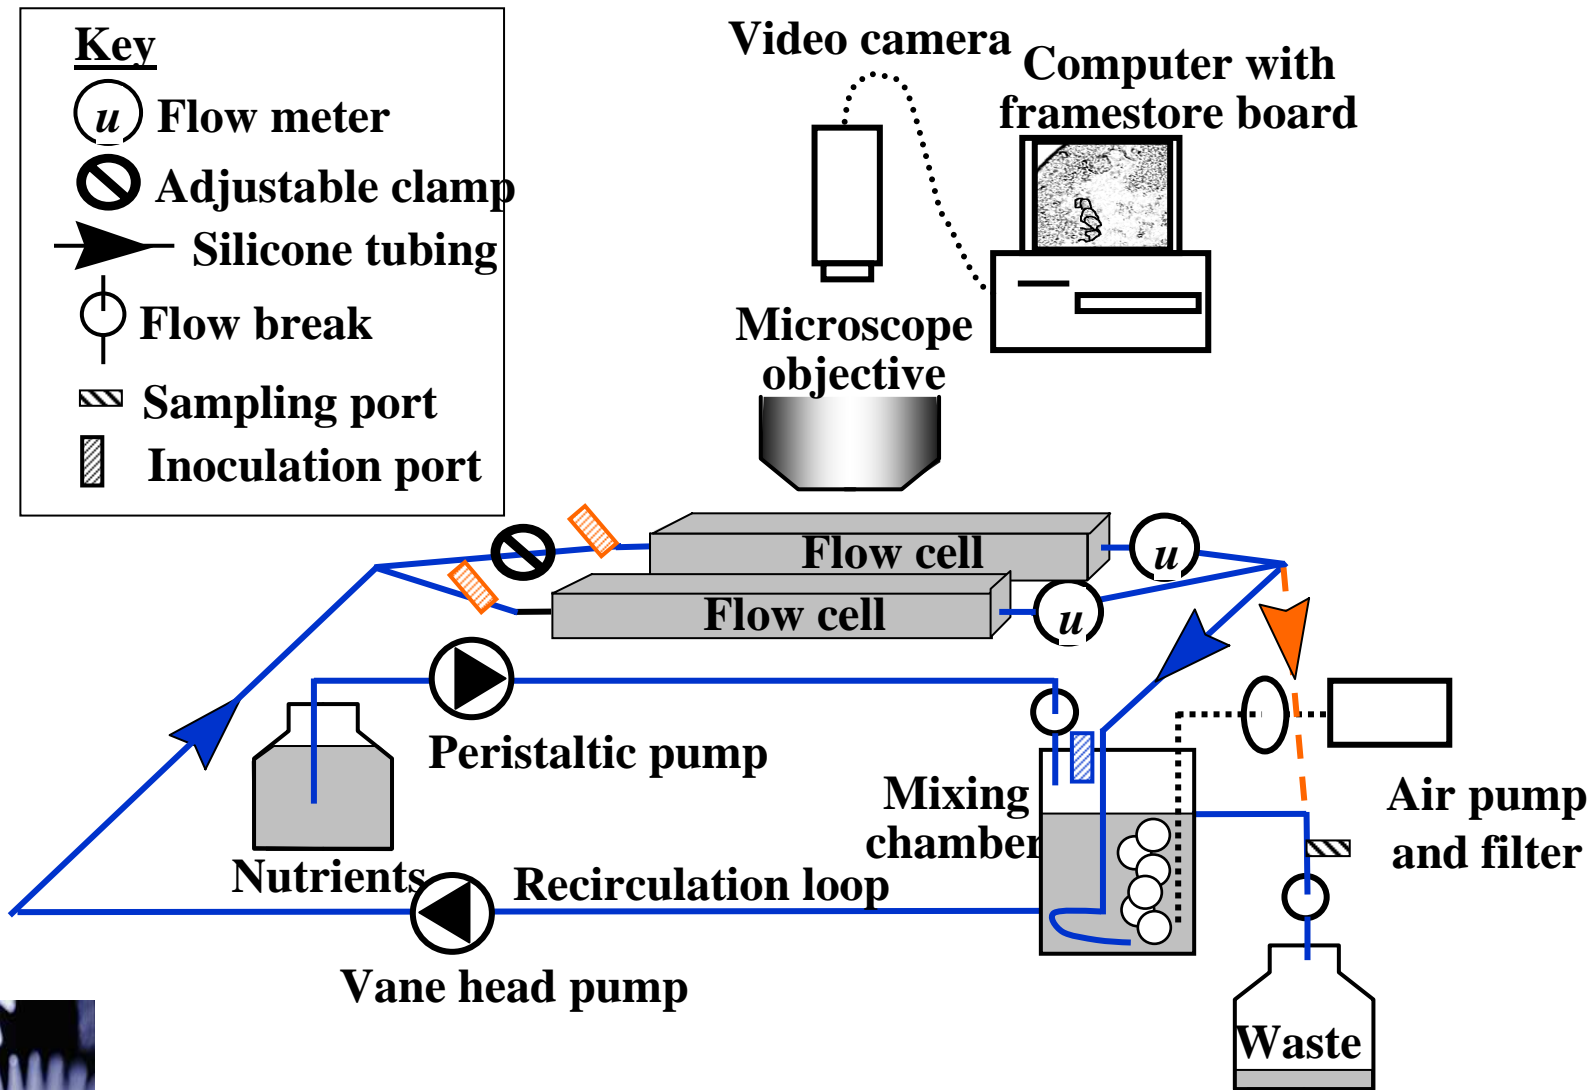 Key
u Flow meter
Adjustable clamp
Silicone tubing
Flow break
Sampling port
Inoculation port
Video camera
Computer with
framestore board
Microscope
objective
Flow cell
u
Flow cell
u
Peristaltic pump
Nutrients
Mixing
chamber
Air pump
and filter
Recirculation loop
Vane head pump
Waste